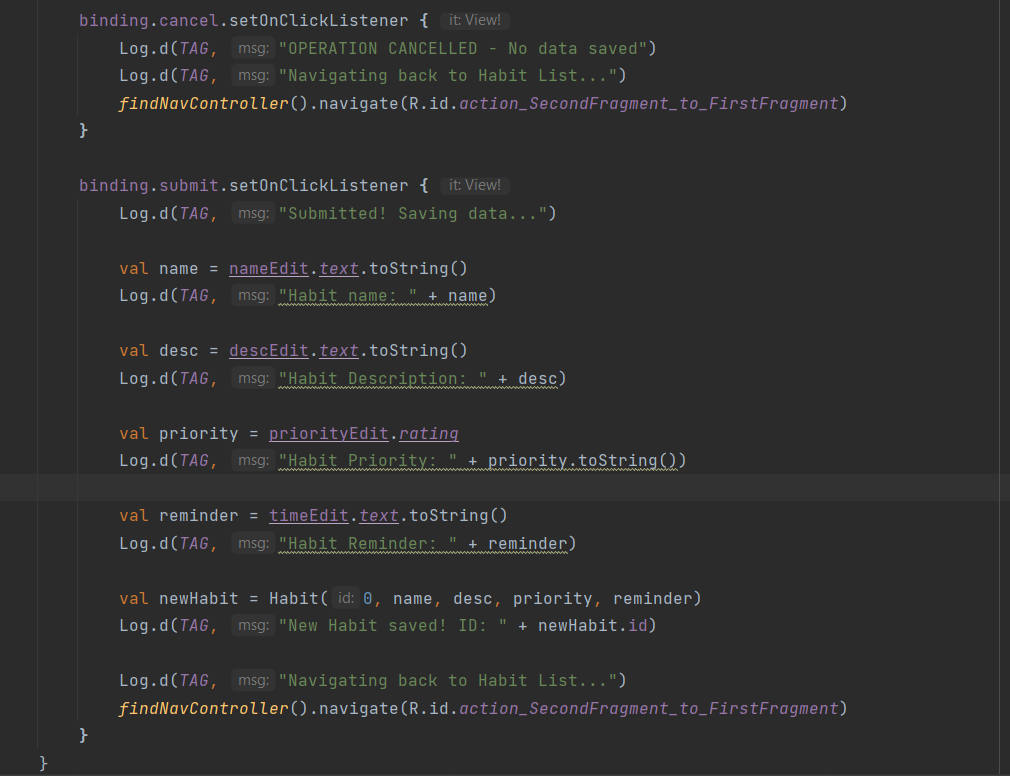 binding.cancel.setOnClickListener { it: View!
Log.d(TAG, msg: "OPERATION CANCELLED - No data saved")
Log.d(TAG, msg: "Navigating back to Habit List...")
findNavController().navigate(R.id.action_SecondFragment_to_FirstFragment)
}
binding.submit.setOnClickListener { it: View!
Log.d(TAG, msg: "Submitted! Saving data...")
val name = nameEdit.text.toString()
Log.d(TAG, msg: "Habit name: " + name)
val desc = descEdit.text.toString()
Log.d(TAG, msg: "Habit Description: " + desc)
val priority = priorityEdit.rating
Log.d(TAG, msg: "Habit Priority: " + priority.toString())
val reminder = timeEdit.text.toString()
Log.d(TAG, msg: "Habit Reminder: " + reminder)
val newHabit = Habit( id: 0, name, desc, priority, reminder)
Log.d(TAG, msg: "New Habit saved! ID: " + newHabit.id)
Log.d(TAG, msg: "Navigating back to Habit List...")
findNavController().navigate(R.id.action_SecondFragment_to_FirstFragment)
}
}